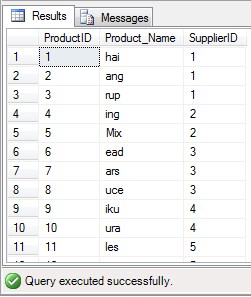 Results Messages
ProductID Product_Name SupplierID
1 1 hai 1
2 2 ang 1
3 3 rup 1
4 4 ing 2
5 5 Mix 2
6 6 ead 3
7 7 ars 3
8 8 uce 3
9 9 iku 4
10 10 ura 4
11 11 les 5
Query executed successfully.